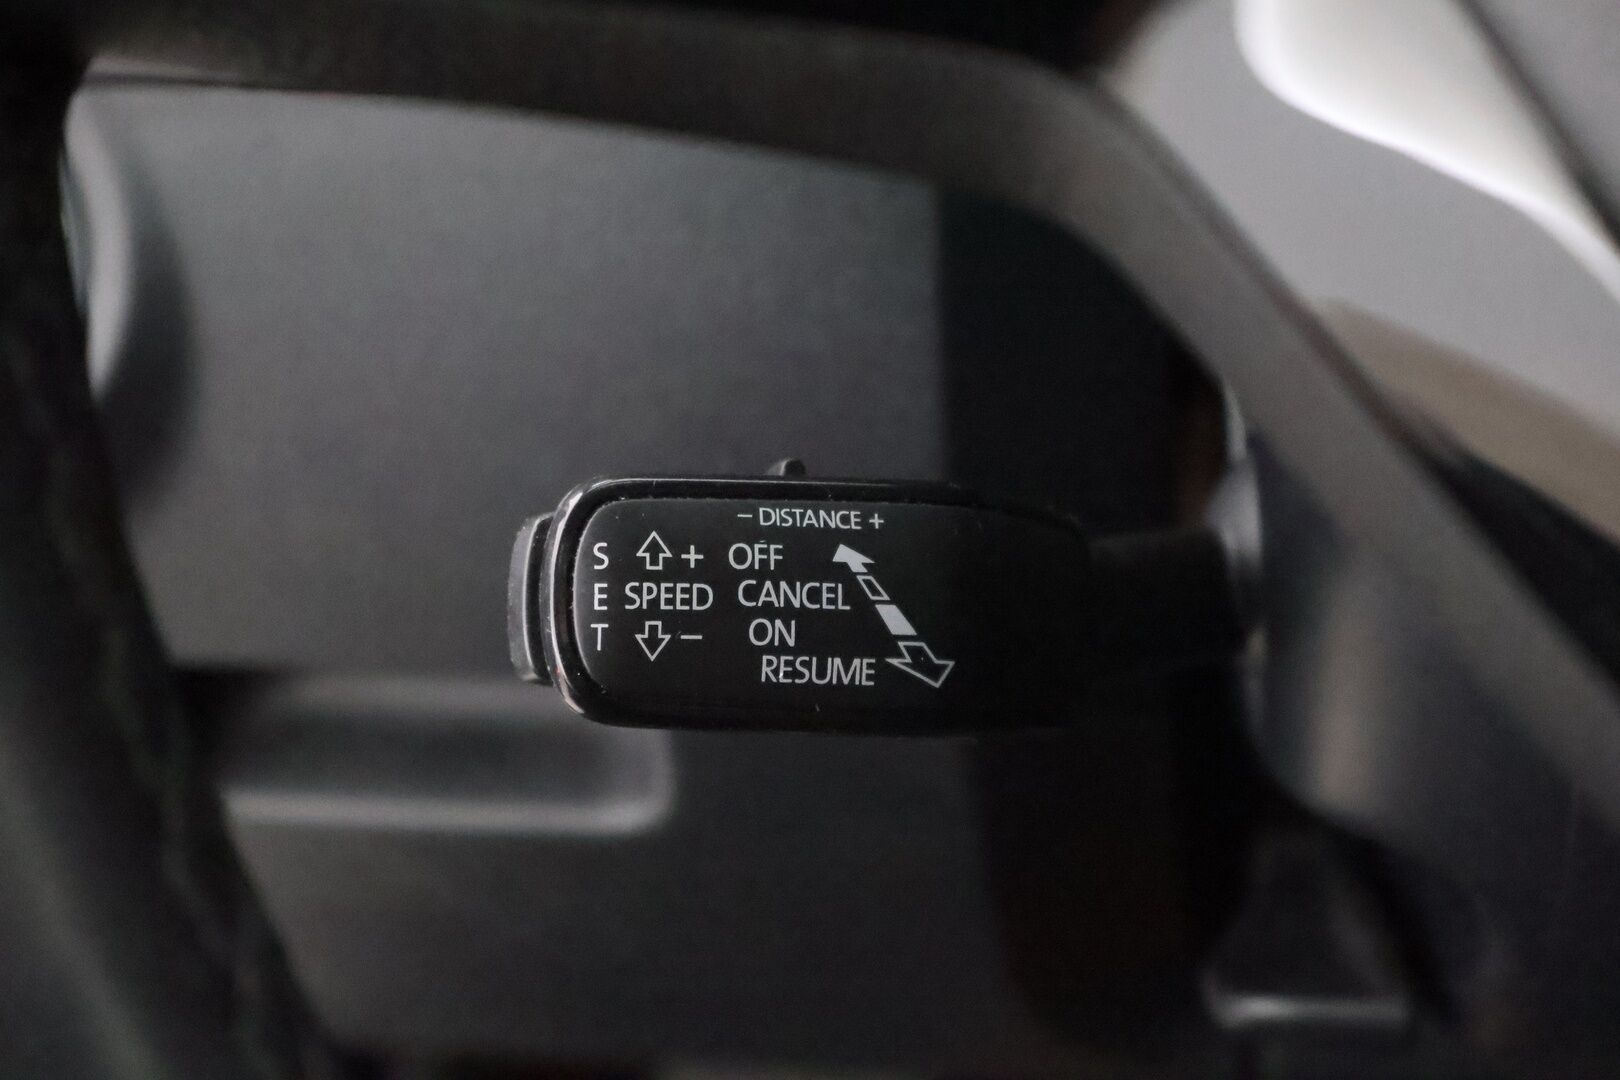 - DISTANCE +
S + OFF
E SPEED CANCEL
T - ON
RESUME